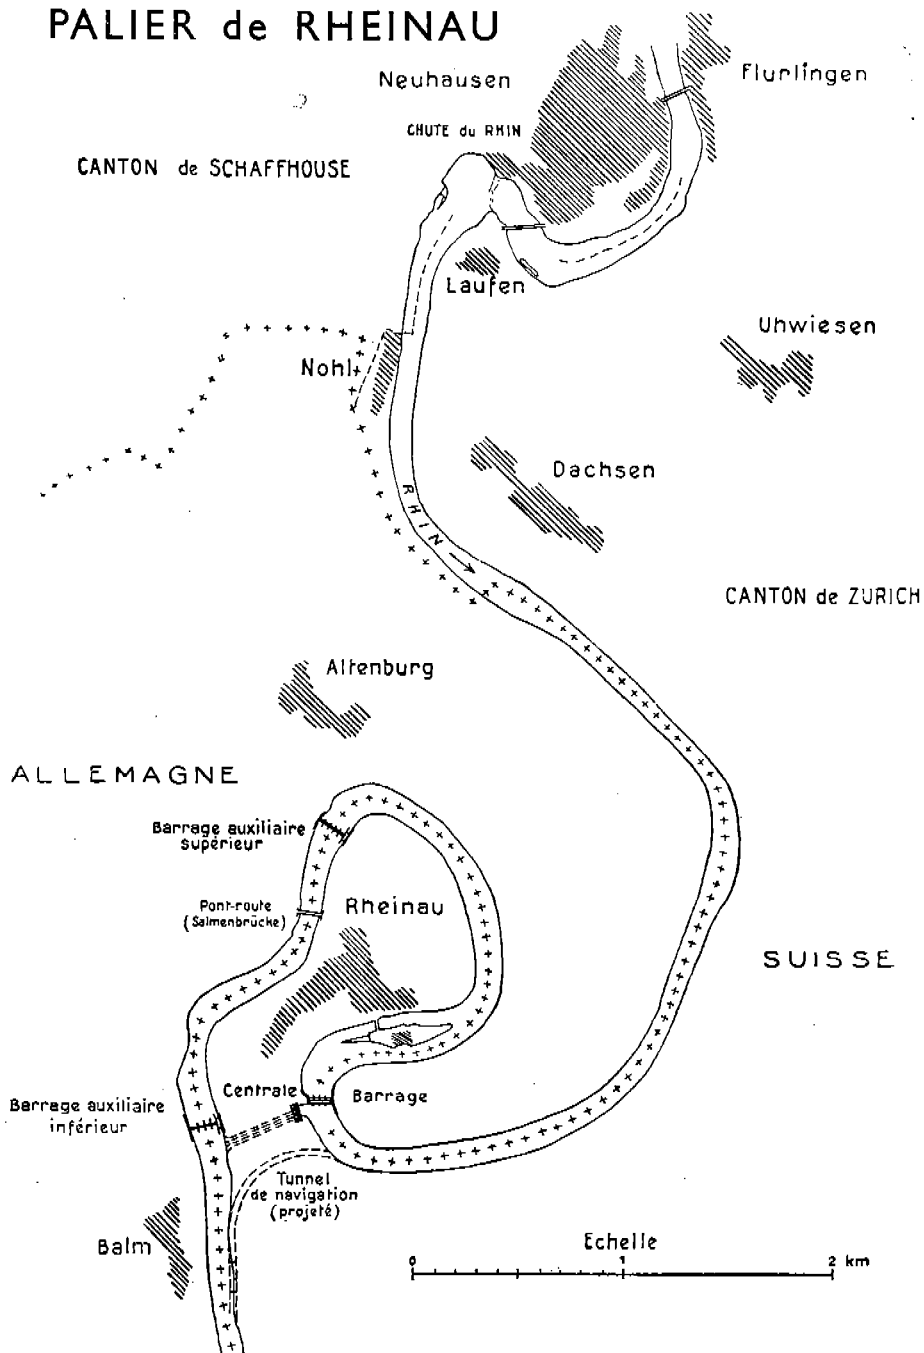 PALIER de RHEINAU
Neuhausen
Flurlingen
CHUTE du RHIN
CANTON de SCHAFFHOUSE
Laufen
Uhwiesen
Nohl
Dachsen
RHIN
CANTON de ZURICH
Altenburg
ALLEMAGNE
Barrage auxiliaire
supérieur
Pont-route
(Salmenbrücke)
Rheinau
SUISSE
Centrale
Barrage
Barrage auxiliaire
inférieur
Tunnel
de navigation
(projeté)
Balm
Echelle
0 1 2 km